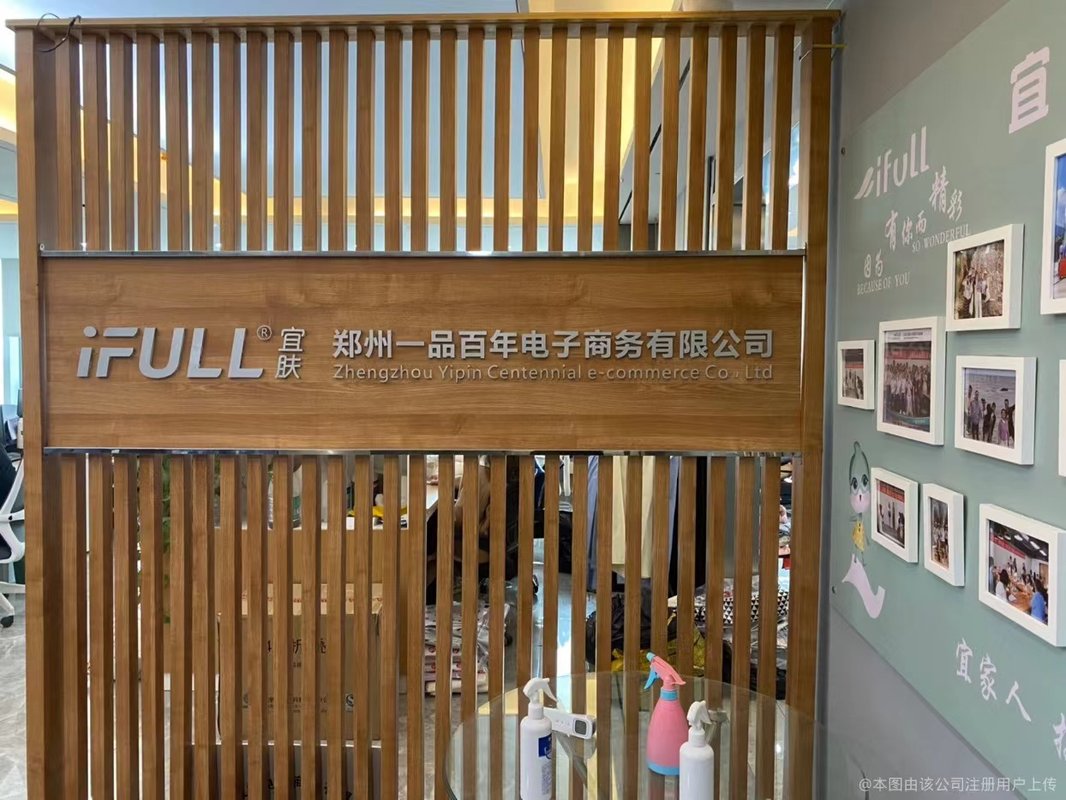 iFULL® 宜肤
郑州一品百年电子商务有限公司
Zhengzhou Yipin Centennial e-commerce Co., Ltd
宜
ifull
因为有你而精彩
BECAUSE OF YOU SO WONDERFUL
宜家人
@本图由该公司注册用户上传